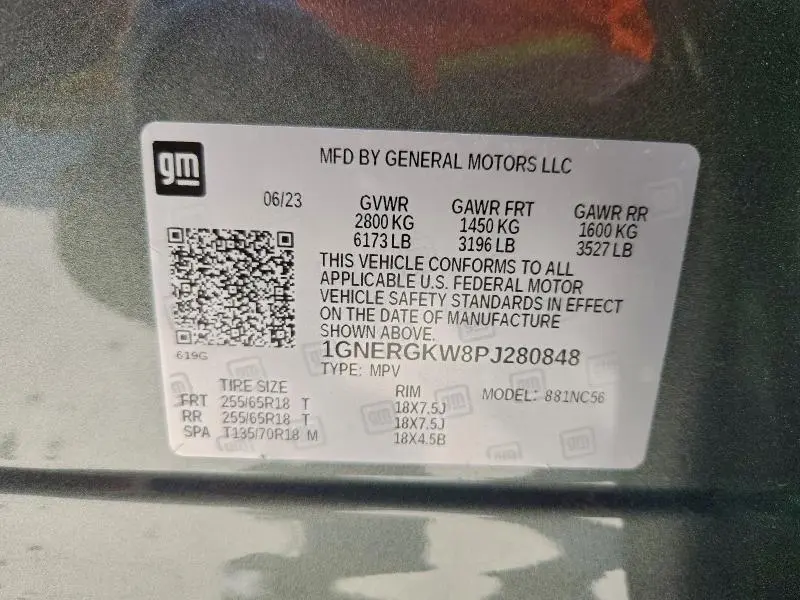 gm
MFD BY GENERAL MOTORS LLC
06/23
GVWR GAWR FRT GAWR RR
2800 KG 1450 KG 1600 KG
6173 LB 3196 LB 3527 LB
THIS VEHICLE CONFORMS TO ALL
APPLICABLE U.S. FEDERAL MOTOR
VEHICLE SAFETY STANDARDS IN EFFECT
ON THE DATE OF MANUFACTURE
SHOWN ABOVE.
619G
1GNERGKW8PJ280848
TYPE: MPV
TIRE SIZE RIM MODEL: 881NC56
FRT 255/65R18 T 18X7.5J
RR 255/65R18 T 18X7.5J
SPA T135/70R18 M 18X4.5B